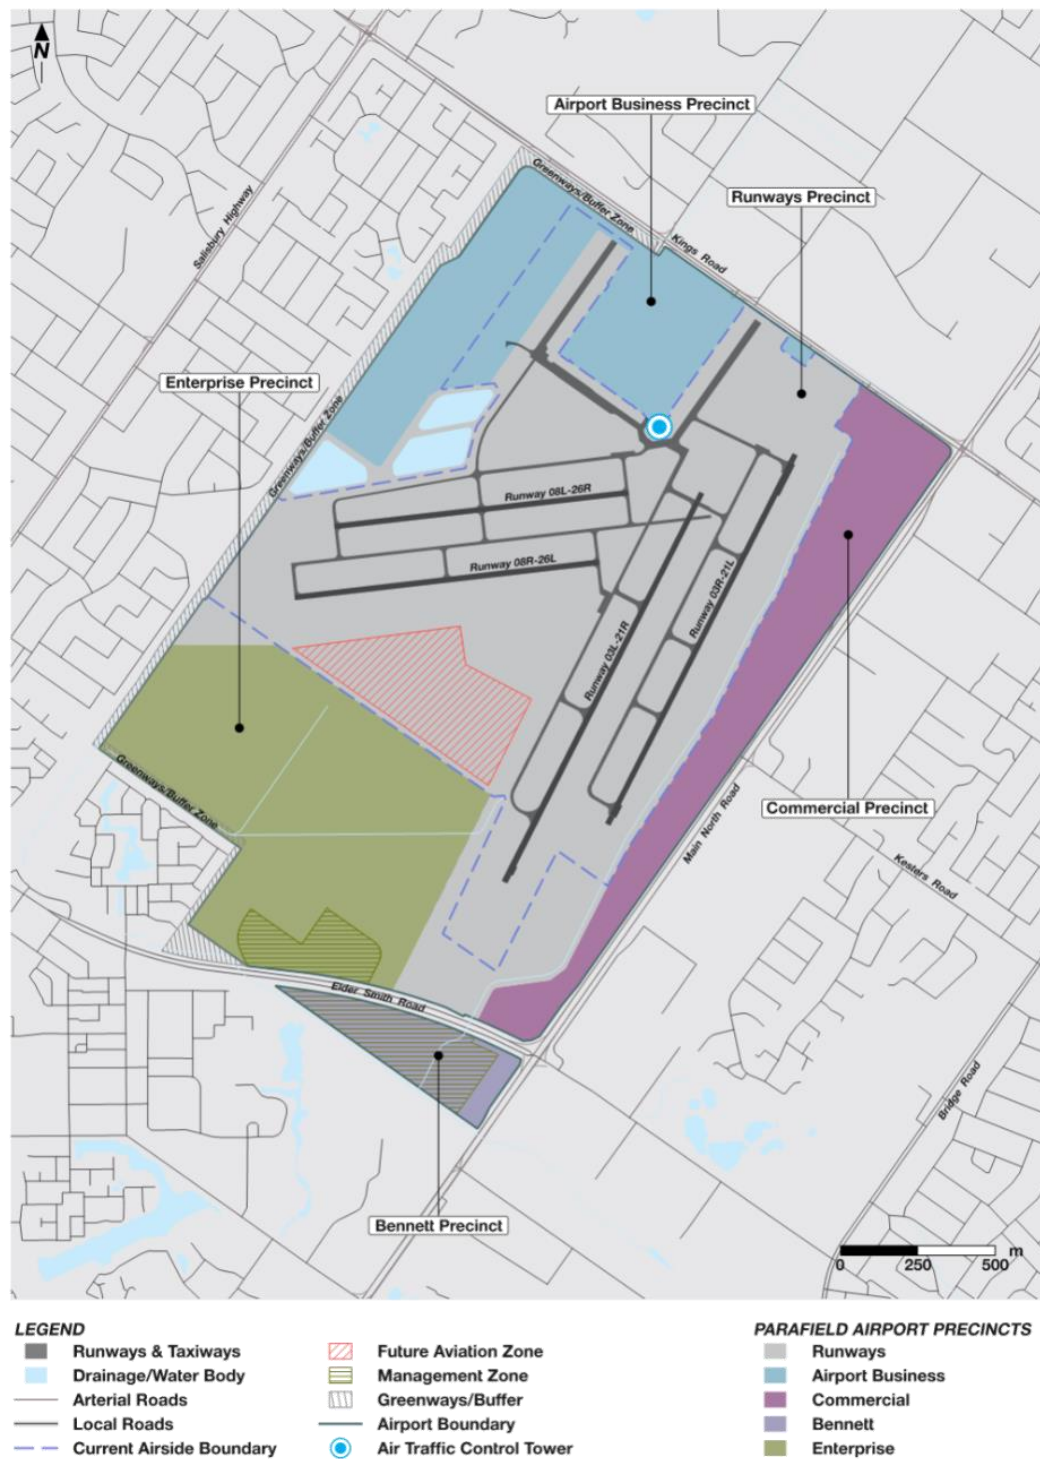 N
Airport Business Precinct
Greenways/Buffer Zone
Runways Precinct
Salisbury Highway
Kings Road
Enterprise Precinct
Greenways/Buffer Zone
Runway 08L-26R
Runway 08R-26L
Runway 03R-21L
Runway 03L-21R
Greenways/Buffer Zone
Main North Road
Commercial Precinct
Kesters Road
Elder Smith Road
Bridge Road
Bennett Precinct
m
0 250 500
LEGEND
Runways & Taxiways
Drainage/Water Body
Arterial Roads
Local Roads
Current Airside Boundary
Future Aviation Zone
Management Zone
Greenways/Buffer
Airport Boundary
Air Traffic Control Tower
PARAFIELD AIRPORT PRECINCTS
Runways
Airport Business
Commercial
Bennett
Enterprise